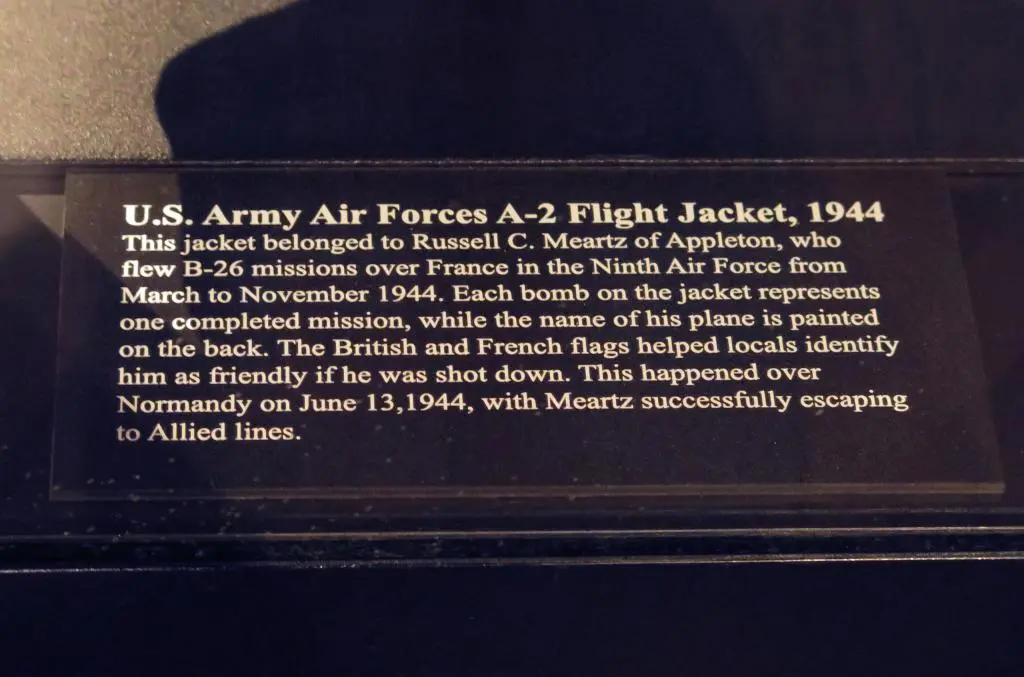 U.S. Army Air Forces A-2 Flight Jacket, 1944
This jacket belonged to Russell C. Meartz of Appleton, who
flew B-26 missions over France in the Ninth Air Force from
March to November 1944. Each bomb on the jacket represents
one completed mission, while the name of his plane is painted
on the back. The British and French flags helped locals identify
him as friendly if he was shot down. This happened over
Normandy on June 13,1944, with Meartz successfully escaping
to Allied lines.